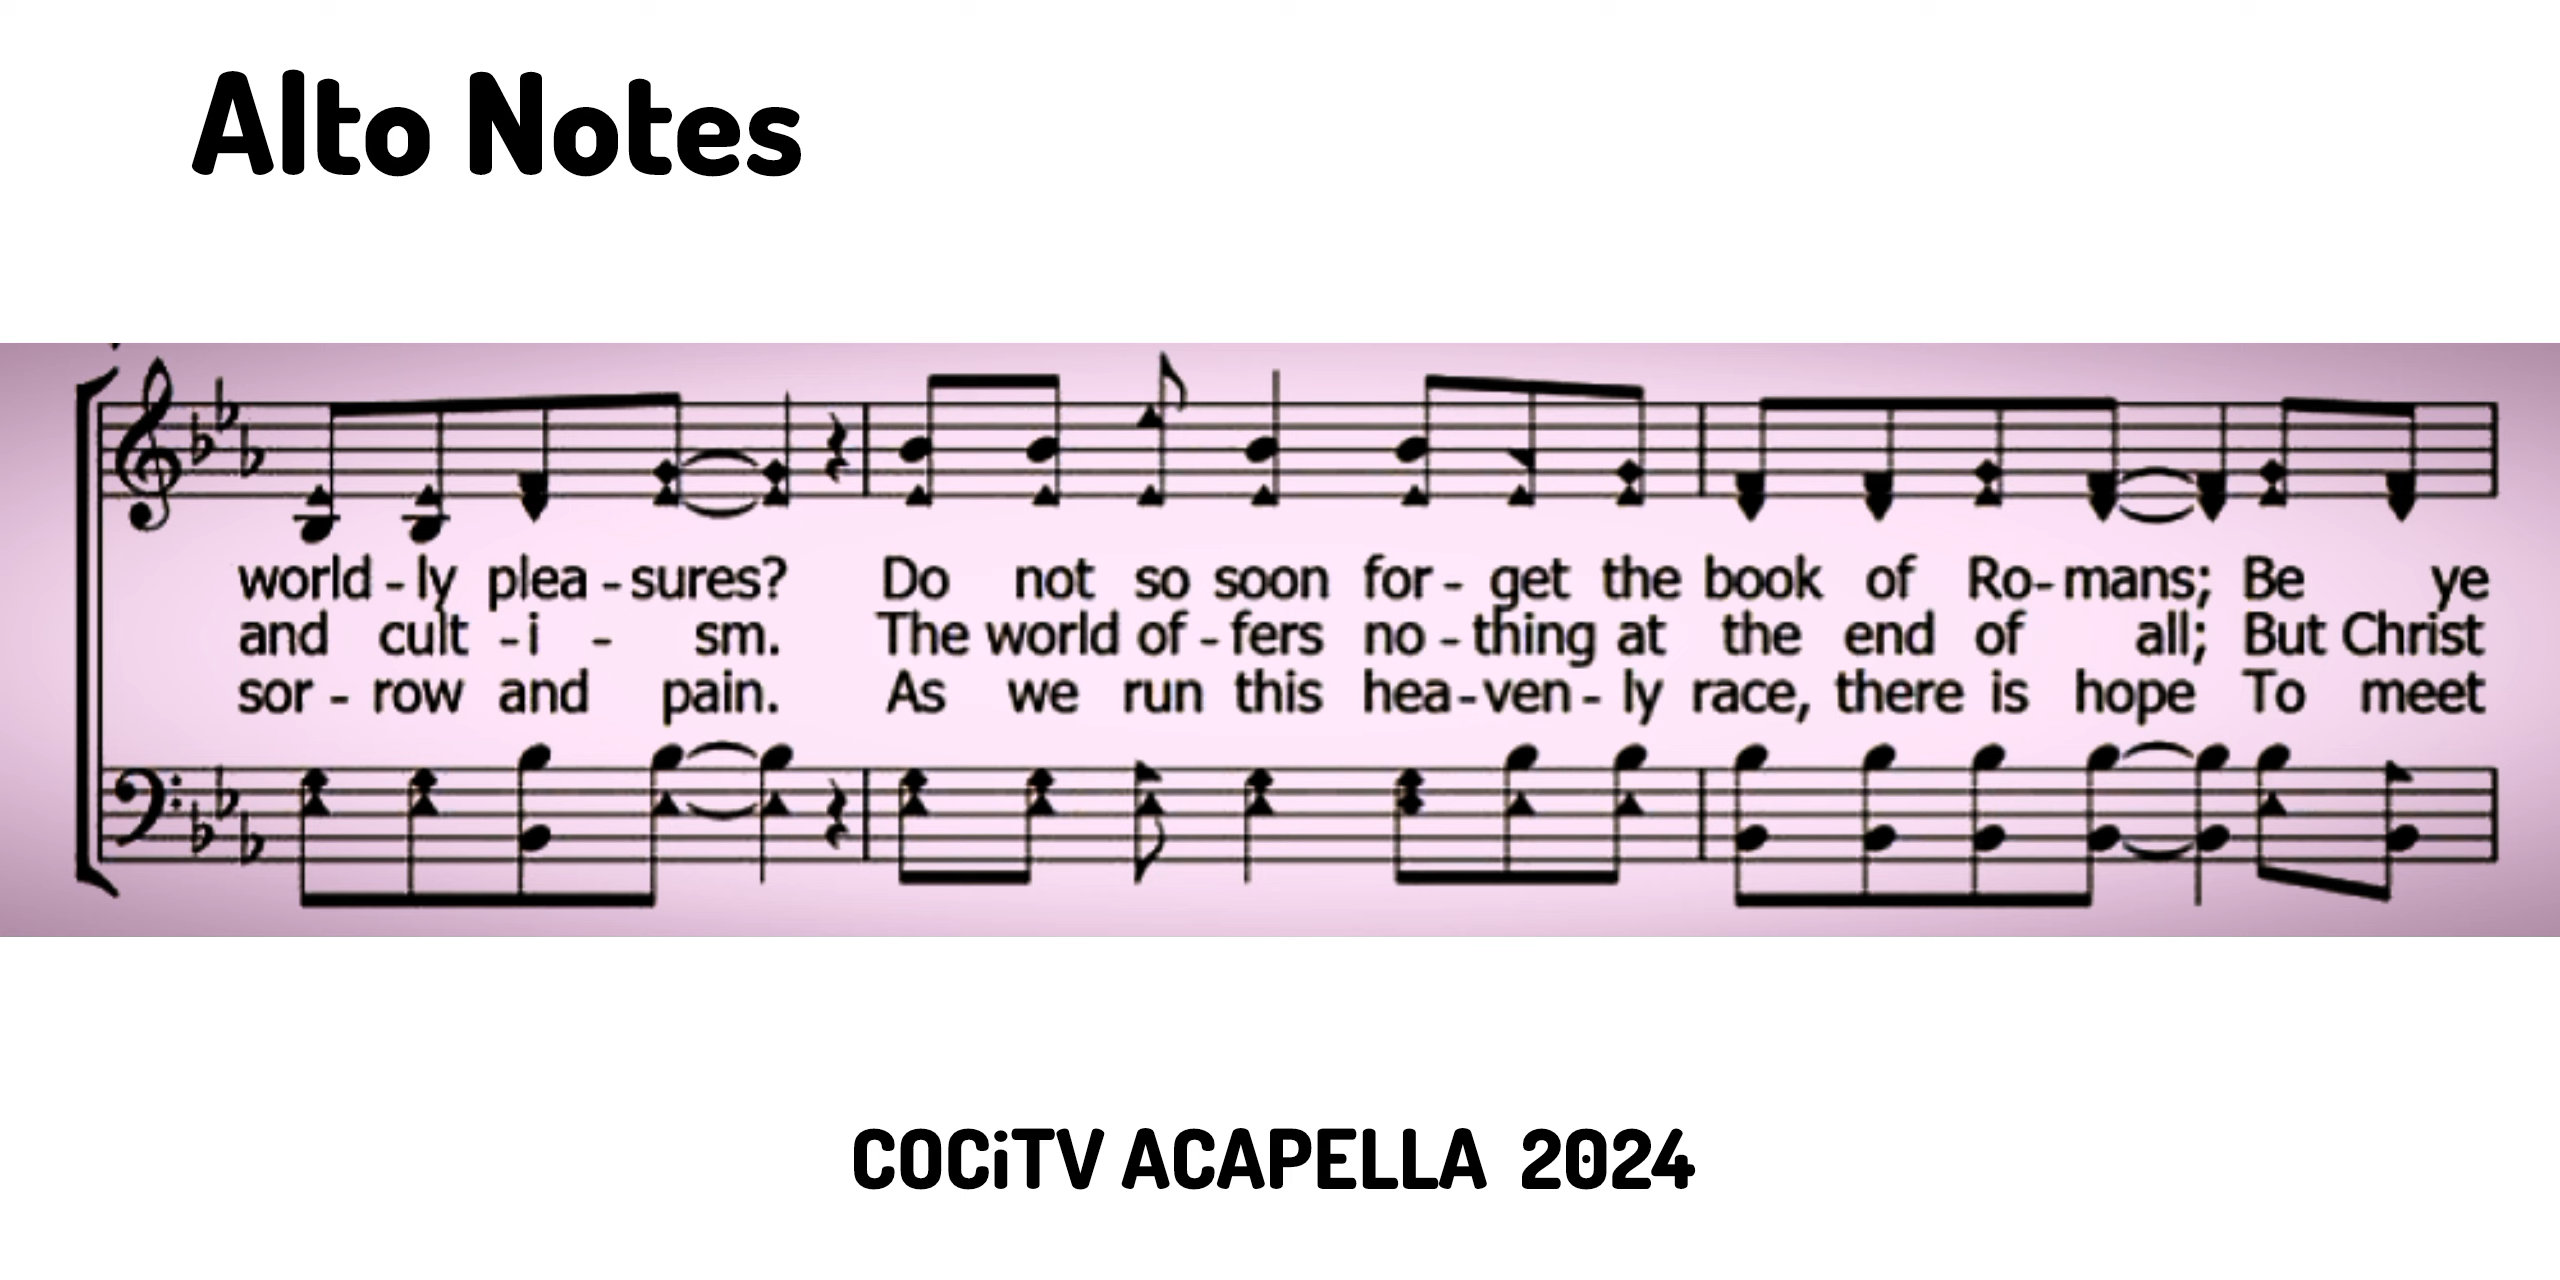 Alto Notes
world - ly plea - sures? Do not so soon for - get the book of Ro - mans; Be ye
and cult - i - sm. The world of - fers no - thing at the end of all; But Christ
sor - row and pain. As we run this hea - ven - ly race, there is hope To meet
COCiTV ACAPELLA 2024